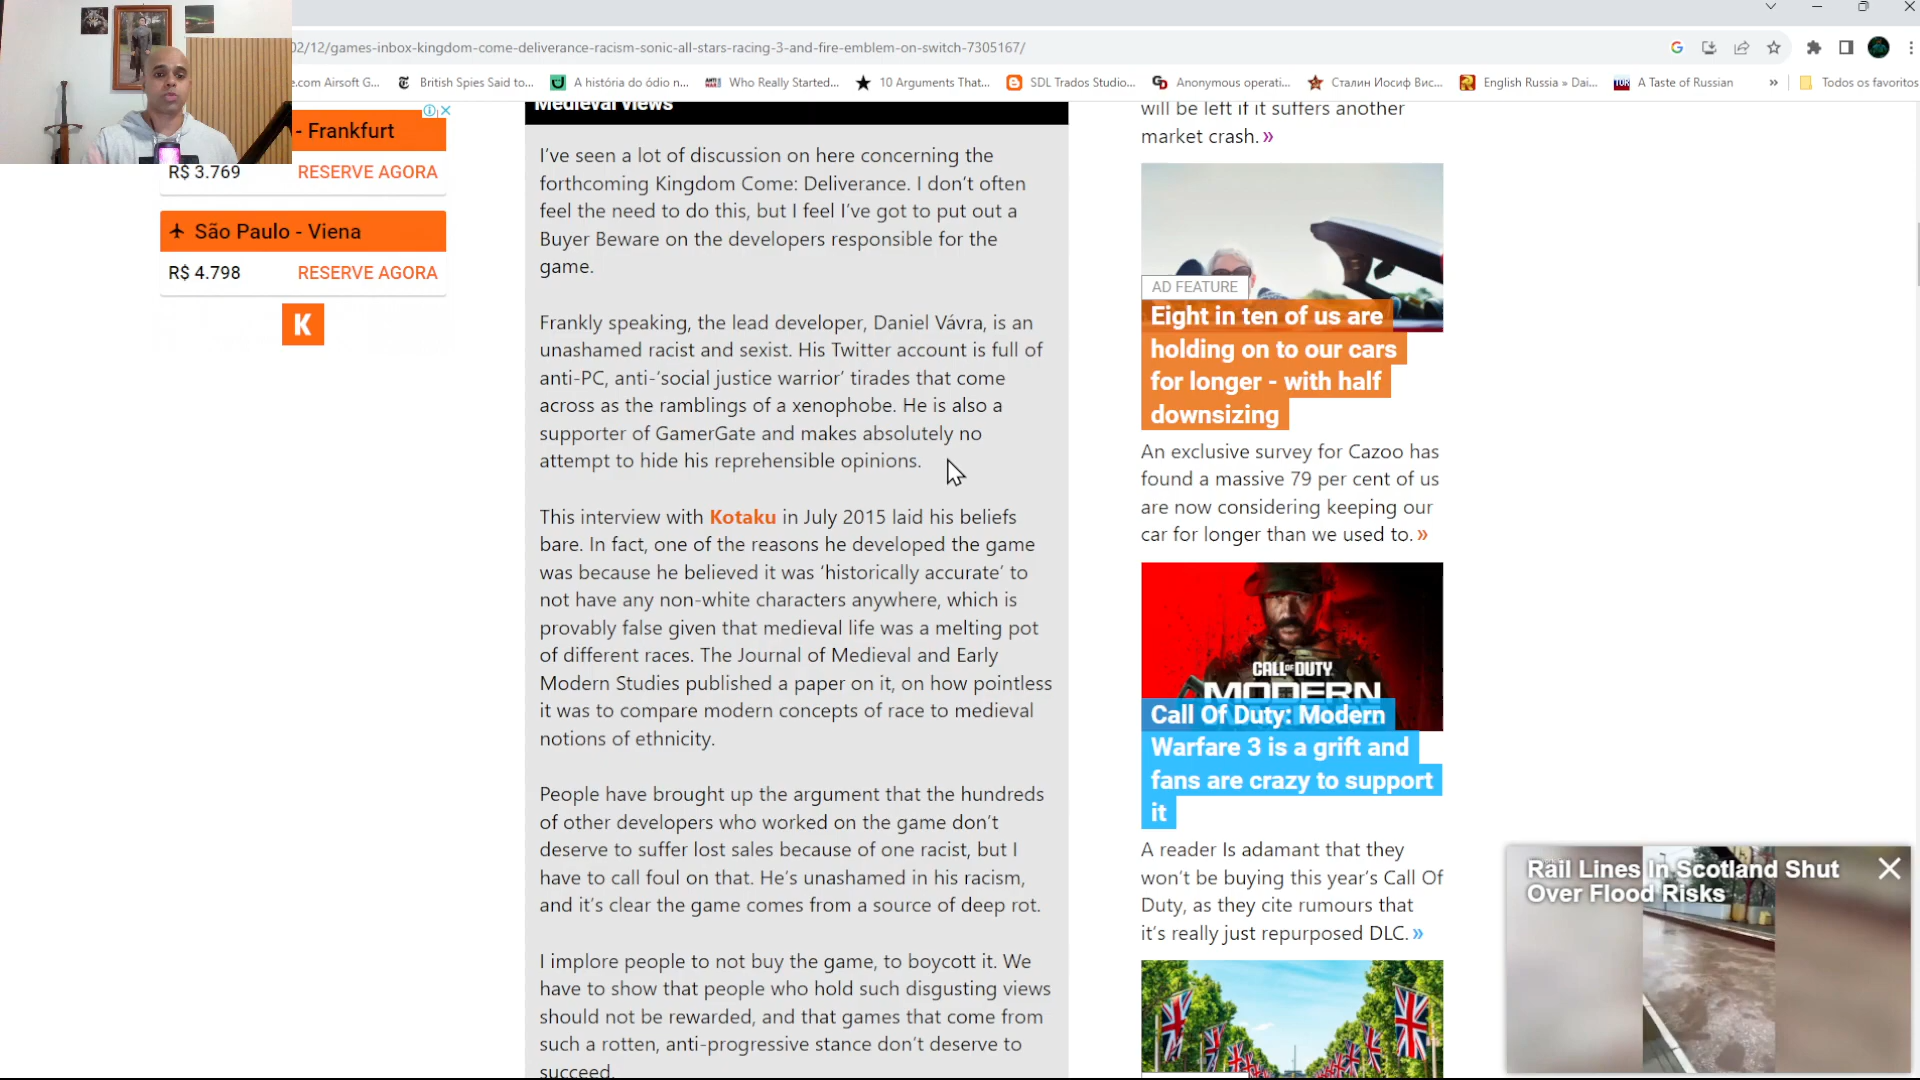 02/12/games-inbox-kingdom-come-deliverance-racism-sonic-all-stars-racing-3-and-fire-emblem-on-switch-7305167/
e.com Airsoft G...
British Spies Said to...
A história do ódio n...
Who Really Started...
10 Arguments That...
SDL Trados Studio...
Anonymous operati...
Сталин Иосиф Вис...
English Russia » Dai...
A Taste of Russian
»
Todos os favoritos
- Frankfurt
R$ 3.769 RESERVE AGORA
São Paulo - Viena
R$ 4.798 RESERVE AGORA
K
Medieval views
I've seen a lot of discussion on here concerning the
forthcoming Kingdom Come: Deliverance. I don't often
feel the need to do this, but I feel I've got to put out a
Buyer Beware on the developers responsible for the
game.
Frankly speaking, the lead developer, Daniel Vávra, is an
unashamed racist and sexist. His Twitter account is full of
anti-PC, anti-'social justice warrior' tirades that come
across as the ramblings of a xenophobe. He is also a
supporter of GamerGate and makes absolutely no
attempt to hide his reprehensible opinions.
This interview with Kotaku in July 2015 laid his beliefs
bare. In fact, one of the reasons he developed the game
was because he believed it was 'historically accurate' to
not have any non-white characters anywhere, which is
provably false given that medieval life was a melting pot
of different races. The Journal of Medieval and Early
Modern Studies published a paper on it, on how pointless
it was to compare modern concepts of race to medieval
notions of ethnicity.
People have brought up the argument that the hundreds
of other developers who worked on the game don't
deserve to suffer lost sales because of one racist, but I
have to call foul on that. He's unashamed in his racism,
and it's clear the game comes from a source of deep rot.
I implore people to not buy the game, to boycott it. We
have to show that people who hold such disgusting views
should not be rewarded, and that games that come from
such a rotten, anti-progressive stance don't deserve to
succeed.
will be left if it suffers another
market crash. »
AD FEATURE
Eight in ten of us are
holding on to our cars
for longer - with half
downsizing
An exclusive survey for Cazoo has
found a massive 79 per cent of us
are now considering keeping our
car for longer than we used to. »
CALL OF DUTY
MODERN
Call Of Duty: Modern
Warfare 3 is a grift and
fans are crazy to support
it
A reader Is adamant that they
won't be buying this year's Call Of
Duty, as they cite rumours that
it's really just repurposed DLC. »
Rail Lines In Scotland Shut
Over Flood Risks